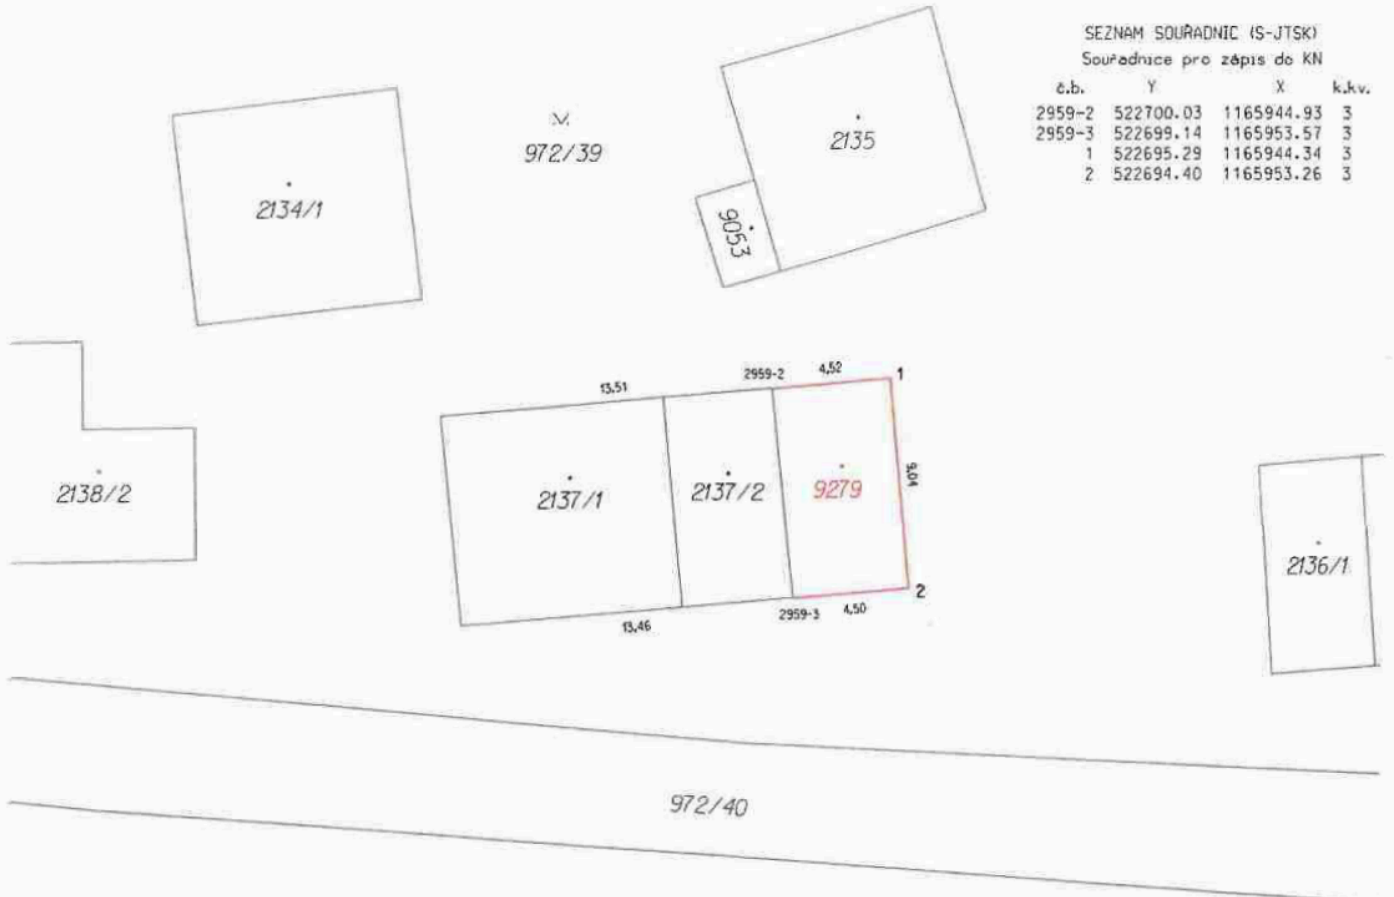 SEZNAM SOUŘADNIC (S-JTSK)
Souřadnice pro zápis do KN
č.b. Y X k.kv.
2959-2 522700.03 1165944.93 3
2959-3 522699.14 1165953.57 3
1 522695.29 1165944.34 3
2 522694.40 1165953.26 3
972/39
2135
2134/1
9053
2959-2
4,52
1
13,51
9,04
2138/2
2137/1
2137/2
9279
2136/1
2
2959-3
4,50
13,46
972/40